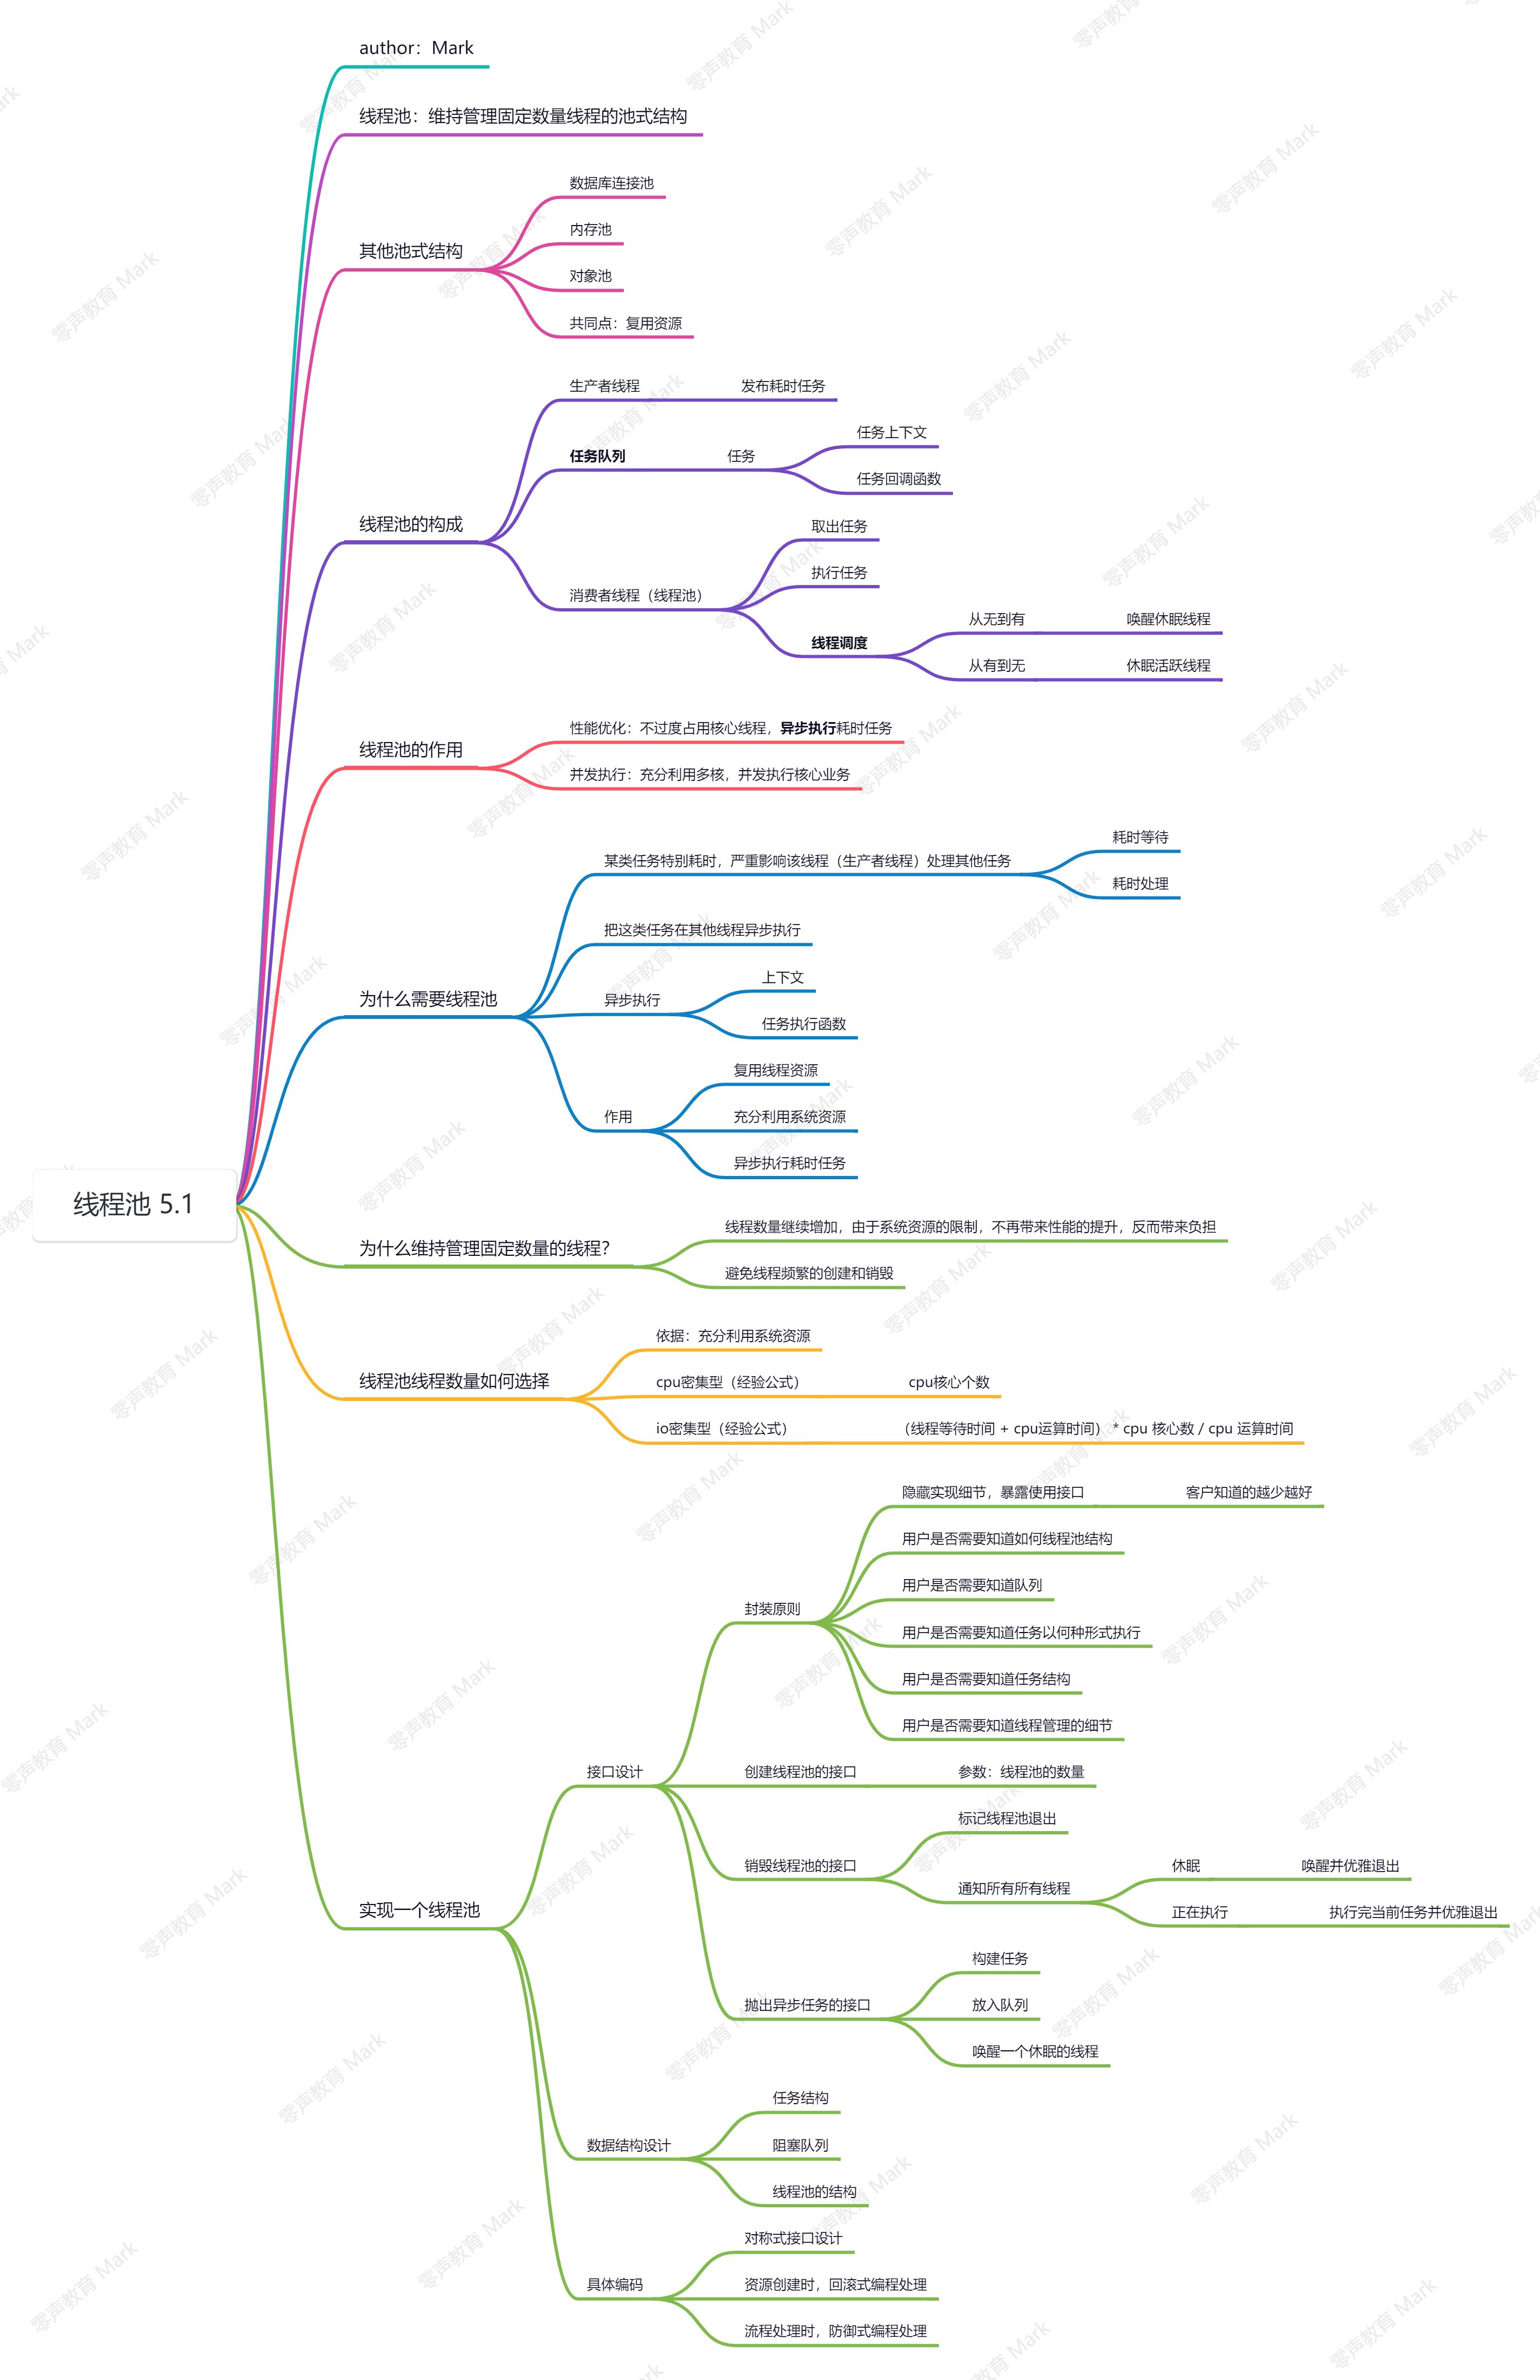 author：Mark
线程池：维持管理固定数量线程的池式结构
其他池式结构
数据库连接池
内存池
对象池
共同点：复用资源
线程池的构成
生产者线程
发布耗时任务
任务队列
任务
任务上下文
任务回调函数
消费者线程（线程池）
取出任务
执行任务
线程调度
从无到有
唤醒休眠线程
从有到无
休眠活跃线程
线程池的作用
性能优化：不过度占用核心线程，异步执行耗时任务
并发执行：充分利用多核，并发执行核心业务
为什么需要线程池
某类任务特别耗时，严重影响该线程（生产者线程）处理其他任务
耗时等待
耗时处理
把这类任务在其他线程异步执行
异步执行
上下文
任务执行函数
作用
复用线程资源
充分利用系统资源
异步执行耗时任务
线程池 5.1
为什么维持管理固定数量的线程？
线程数量继续增加，由于系统资源的限制，不再带来性能的提升，反而带来负担
避免线程频繁的创建和销毁
线程池线程数量如何选择
依据：充分利用系统资源
cpu密集型（经验公式）
cpu核心个数
io密集型（经验公式）
（线程等待时间 + cpu运算时间） * cpu 核心数 / cpu 运算时间
实现一个线程池
接口设计
封装原则
隐藏实现细节，暴露使用接口
客户知道的越少越好
用户是否需要知道如何线程池结构
用户是否需要知道队列
用户是否需要知道任务以何种形式执行
用户是否需要知道任务结构
用户是否需要知道线程管理的细节
创建线程池的接口
参数：线程池的数量
销毁线程池的接口
标记线程池退出
通知所有所有线程
休眠
唤醒并优雅退出
正在执行
执行完当前任务并优雅退出
抛出异步任务的接口
构建任务
放入队列
唤醒一个休眠的线程
数据结构设计
任务结构
阻塞队列
线程池的结构
具体编码
对称式接口设计
资源创建时，回滚式编程处理
流程处理时，防御式编程处理
零声教育 Mark